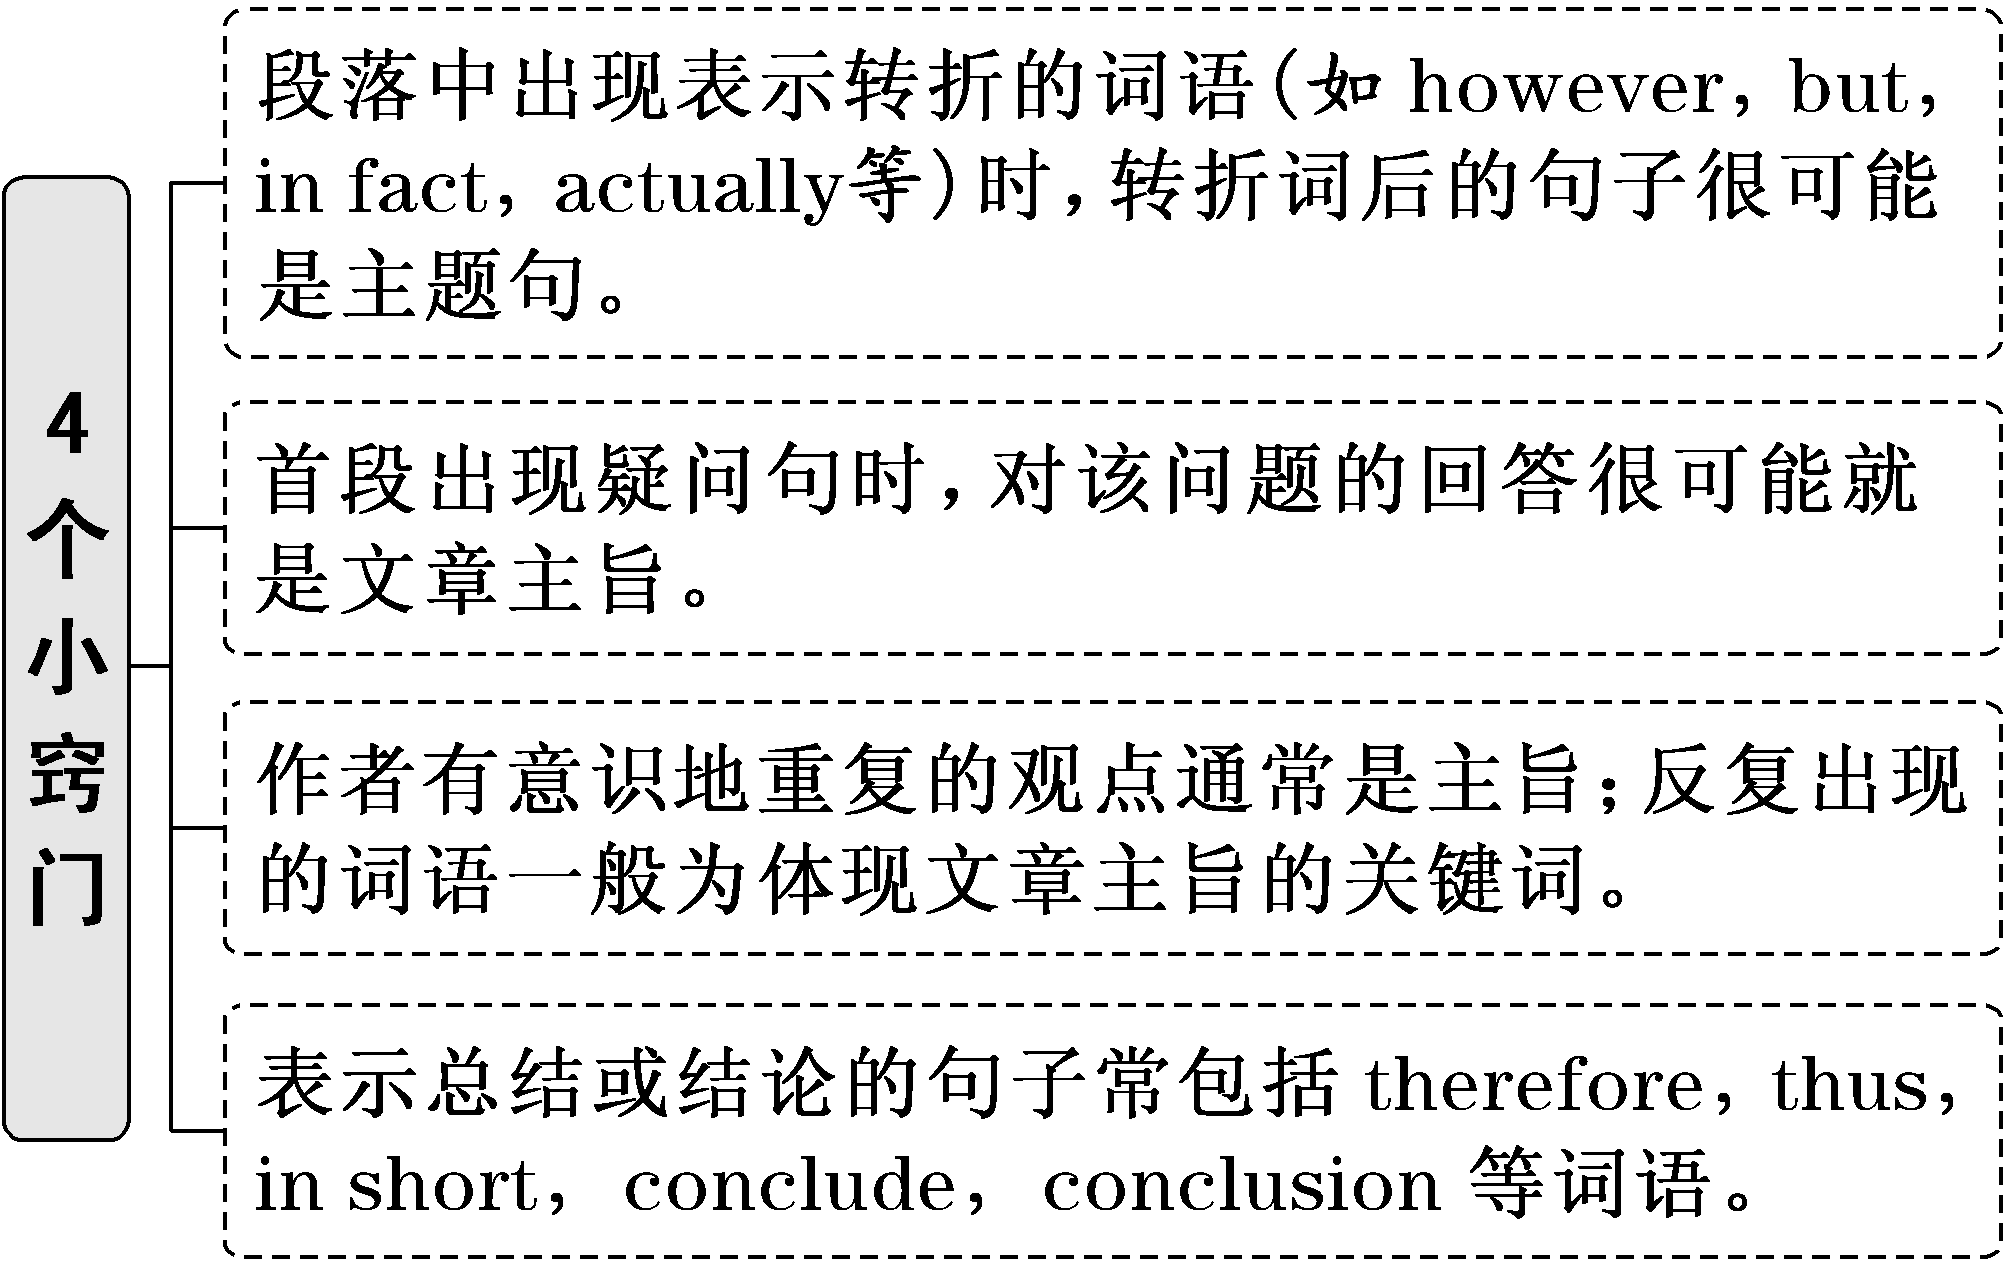 4个小窍门
段落中出现表示转折的词语(如 however, but,
in fact, actually等)时,转折词后的句子很可能
是主题句。
首段出现疑问句时,对该问题的回答很可能就
是文章主旨。
作者有意识地重复的观点通常是主旨;反复出现
的词语一般为体现文章主旨的关键词。
表示总结或结论的句子常包括 therefore, thus,
in short, conclude, conclusion 等词语。